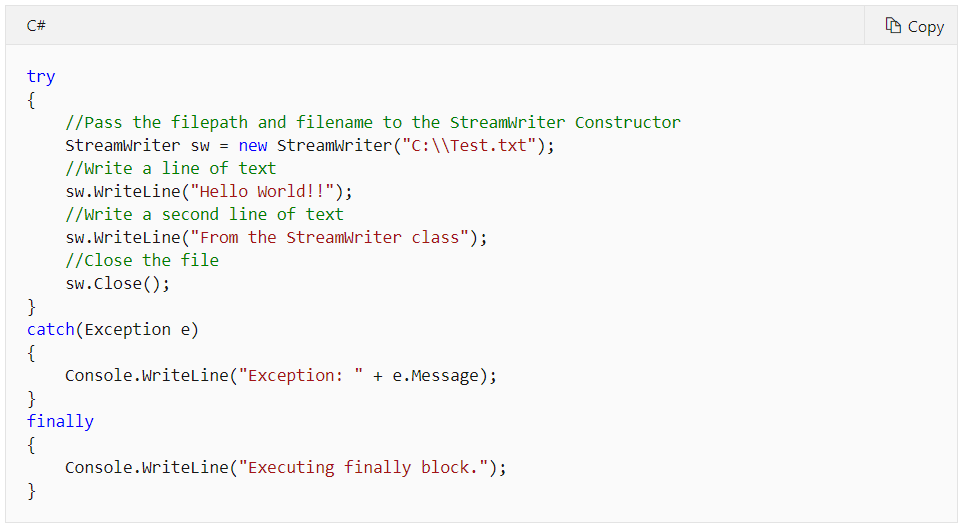 C#
Copy
try
{
    //Pass the filepath and filename to the StreamWriter Constructor
    StreamWriter sw = new StreamWriter("C:\\Test.txt");
    //Write a line of text
    sw.WriteLine("Hello World!!");
    //Write a second line of text
    sw.WriteLine("From the StreamWriter class");
    //Close the file
    sw.Close();
}
catch(Exception e)
{
    Console.WriteLine("Exception: " + e.Message);
}
finally
{
    Console.WriteLine("Executing finally block.");
}